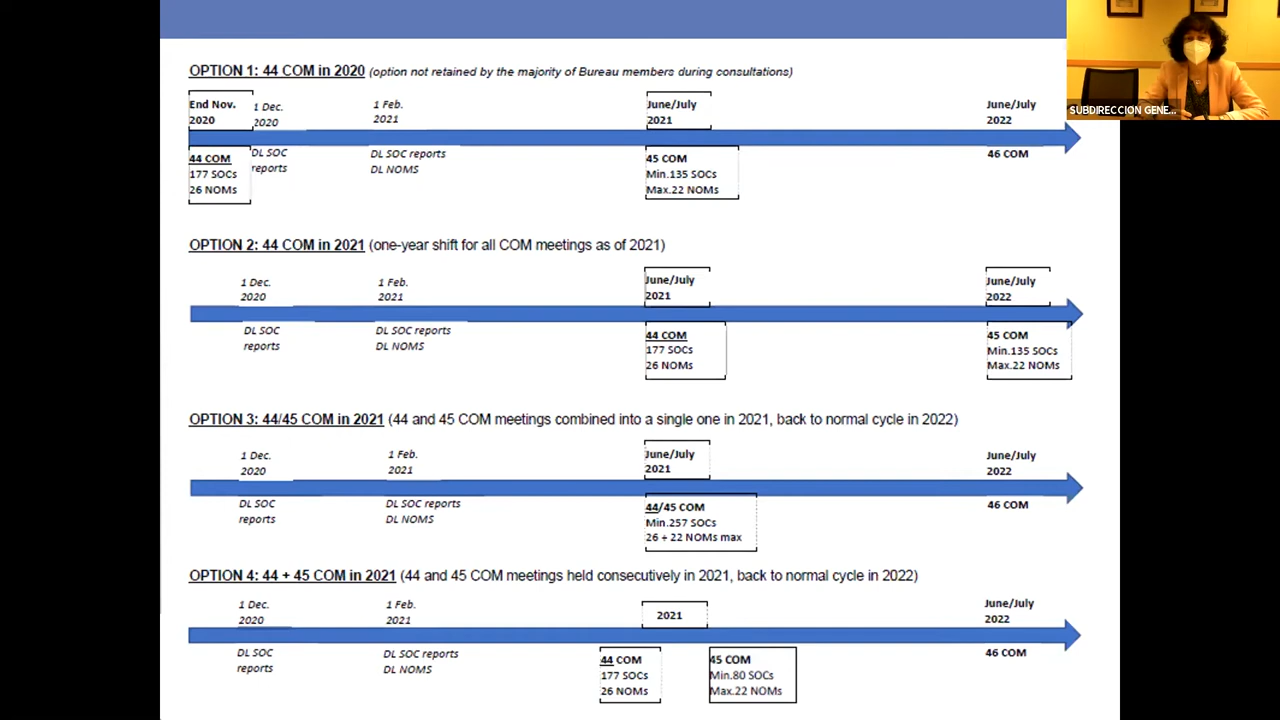 SUBDIRECCION GENE...
OPTION 1: 44 COM in 2020 (option not retained by the majority of Bureau members during consultations)
End Nov. 2020
1 Dec. 2020
1 Feb. 2021
June/July 2021
June/July 2022
44 COM
177 SOCs
26 NOMs
DL SOC reports
DL SOC reports
DL NOMS
45 COM
Min.135 SOCs
Max.22 NOMs
46 COM
OPTION 2: 44 COM in 2021 (one-year shift for all COM meetings as of 2021)
1 Dec. 2020
1 Feb. 2021
June/July 2021
June/July 2022
DL SOC reports
DL SOC reports
DL NOMS
44 COM
177 SOCs
26 NOMs
45 COM
Min.135 SOCs
Max.22 NOMs
OPTION 3: 44/45 COM in 2021 (44 and 45 COM meetings combined into a single one in 2021, back to normal cycle in 2022)
1 Dec. 2020
1 Feb. 2021
June/July 2021
June/July 2022
DL SOC reports
DL SOC reports
DL NOMS
44/45 COM
Min.257 SOCs
26 + 22 NOMs max
46 COM
OPTION 4: 44 + 45 COM in 2021 (44 and 45 COM meetings held consecutively in 2021, back to normal cycle in 2022)
1 Dec. 2020
1 Feb. 2021
2021
June/July 2022
DL SOC reports
DL SOC reports
DL NOMS
44 COM
177 SOCs
26 NOMs
45 COM
Min.80 SOCs
Max.22 NOMs
46 COM